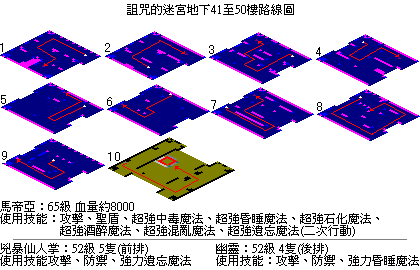 詛咒的迷宮地下41至50樓路線圖
1 2 3 4
5 6 7 8
9 10
馬帝亞：65級 血量約8000
使用技能：攻擊、聖盾、超強中毒魔法、超強昏睡魔法、超強石化魔法、
超強酒醉魔法、超強混亂魔法、超強遺忘魔法(二次行動)
兇暴仙人掌：52級 5隻(前排)
使用技能攻擊、防禦、強力遺忘魔法
幽靈：52級 4隻(後排)
使用技能：攻擊、防禦、強力昏睡魔法